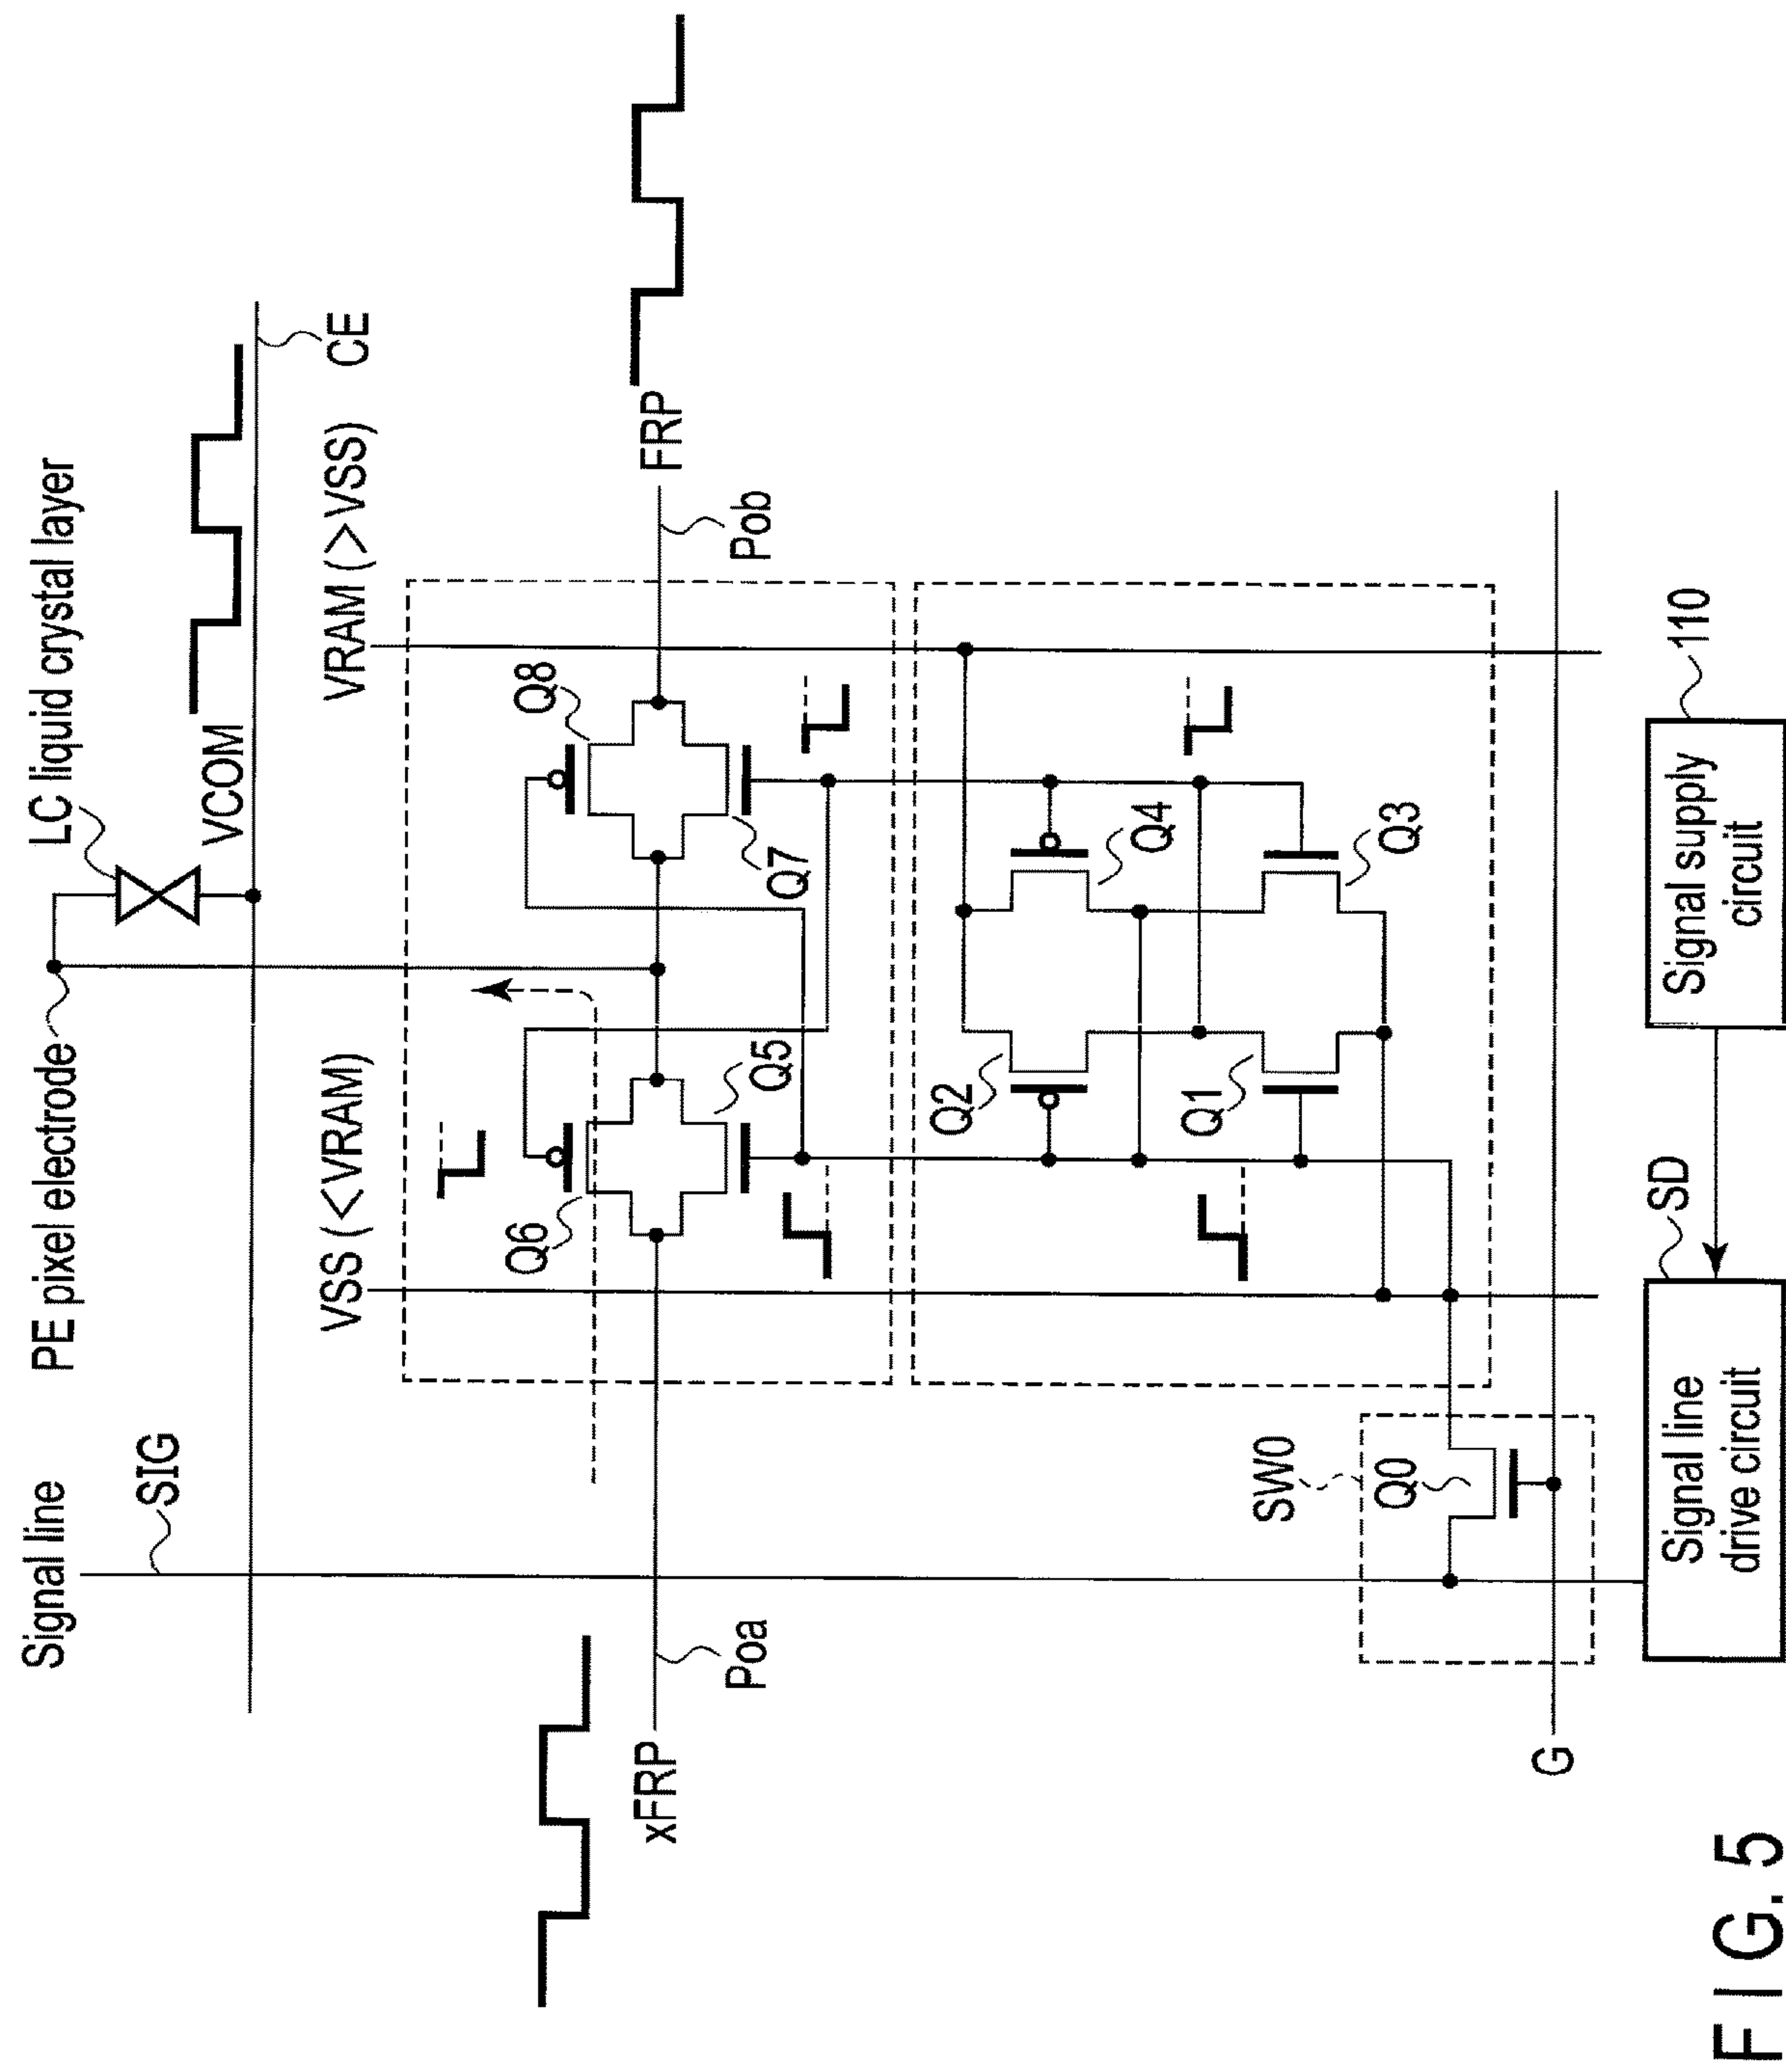 Signal line
SIG
PE pixel electrode
LC liquid crystal layer
VCOM
CE
VSS (<VRAM)
VRAM (>VSS)
Q6
Q5
Q8
Q7
xFRP
Poa
Pob
FRP
Q2
Q1
Q4
Q3
SW0
Q0
G
SD
110
Signal line
drive circuit
Signal supply
circuit
FIG. 5